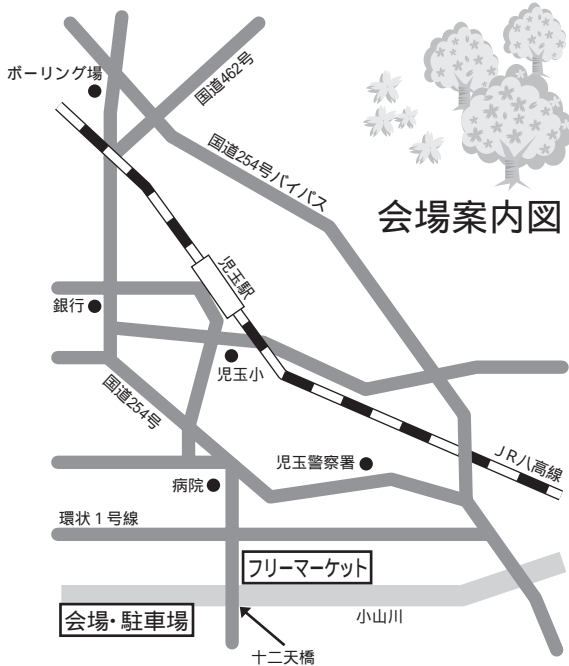 ボーリング場
国道462号
国道254号バイパス
会場案内図
児玉駅
銀行
児玉小
国道254号
児玉警察署
JR八高線
病院
環状1号線
フリーマーケット
会場・駐車場
小山川
十二天橋